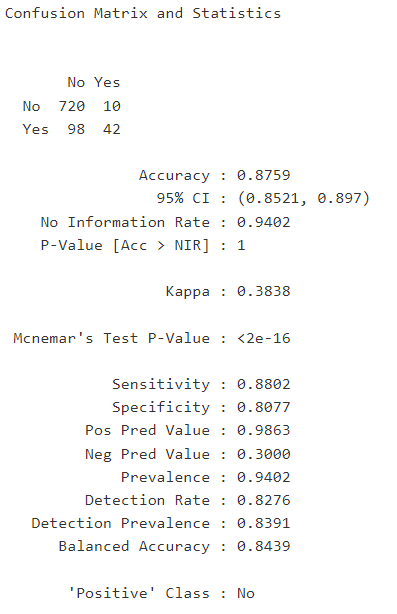 Confusion Matrix and Statistics
No Yes
No 720 10
Yes 98 42
Accuracy : 0.8759
95% CI : (0.8521, 0.897)
No Information Rate : 0.9402
P-Value [Acc > NIR] : 1
Kappa : 0.3838
Mcnemar's Test P-Value : <2e-16
Sensitivity : 0.8802
Specificity : 0.8077
Pos Pred Value : 0.9863
Neg Pred Value : 0.3000
Prevalence : 0.9402
Detection Rate : 0.8276
Detection Prevalence : 0.8391
Balanced Accuracy : 0.8439
'Positive' Class : No